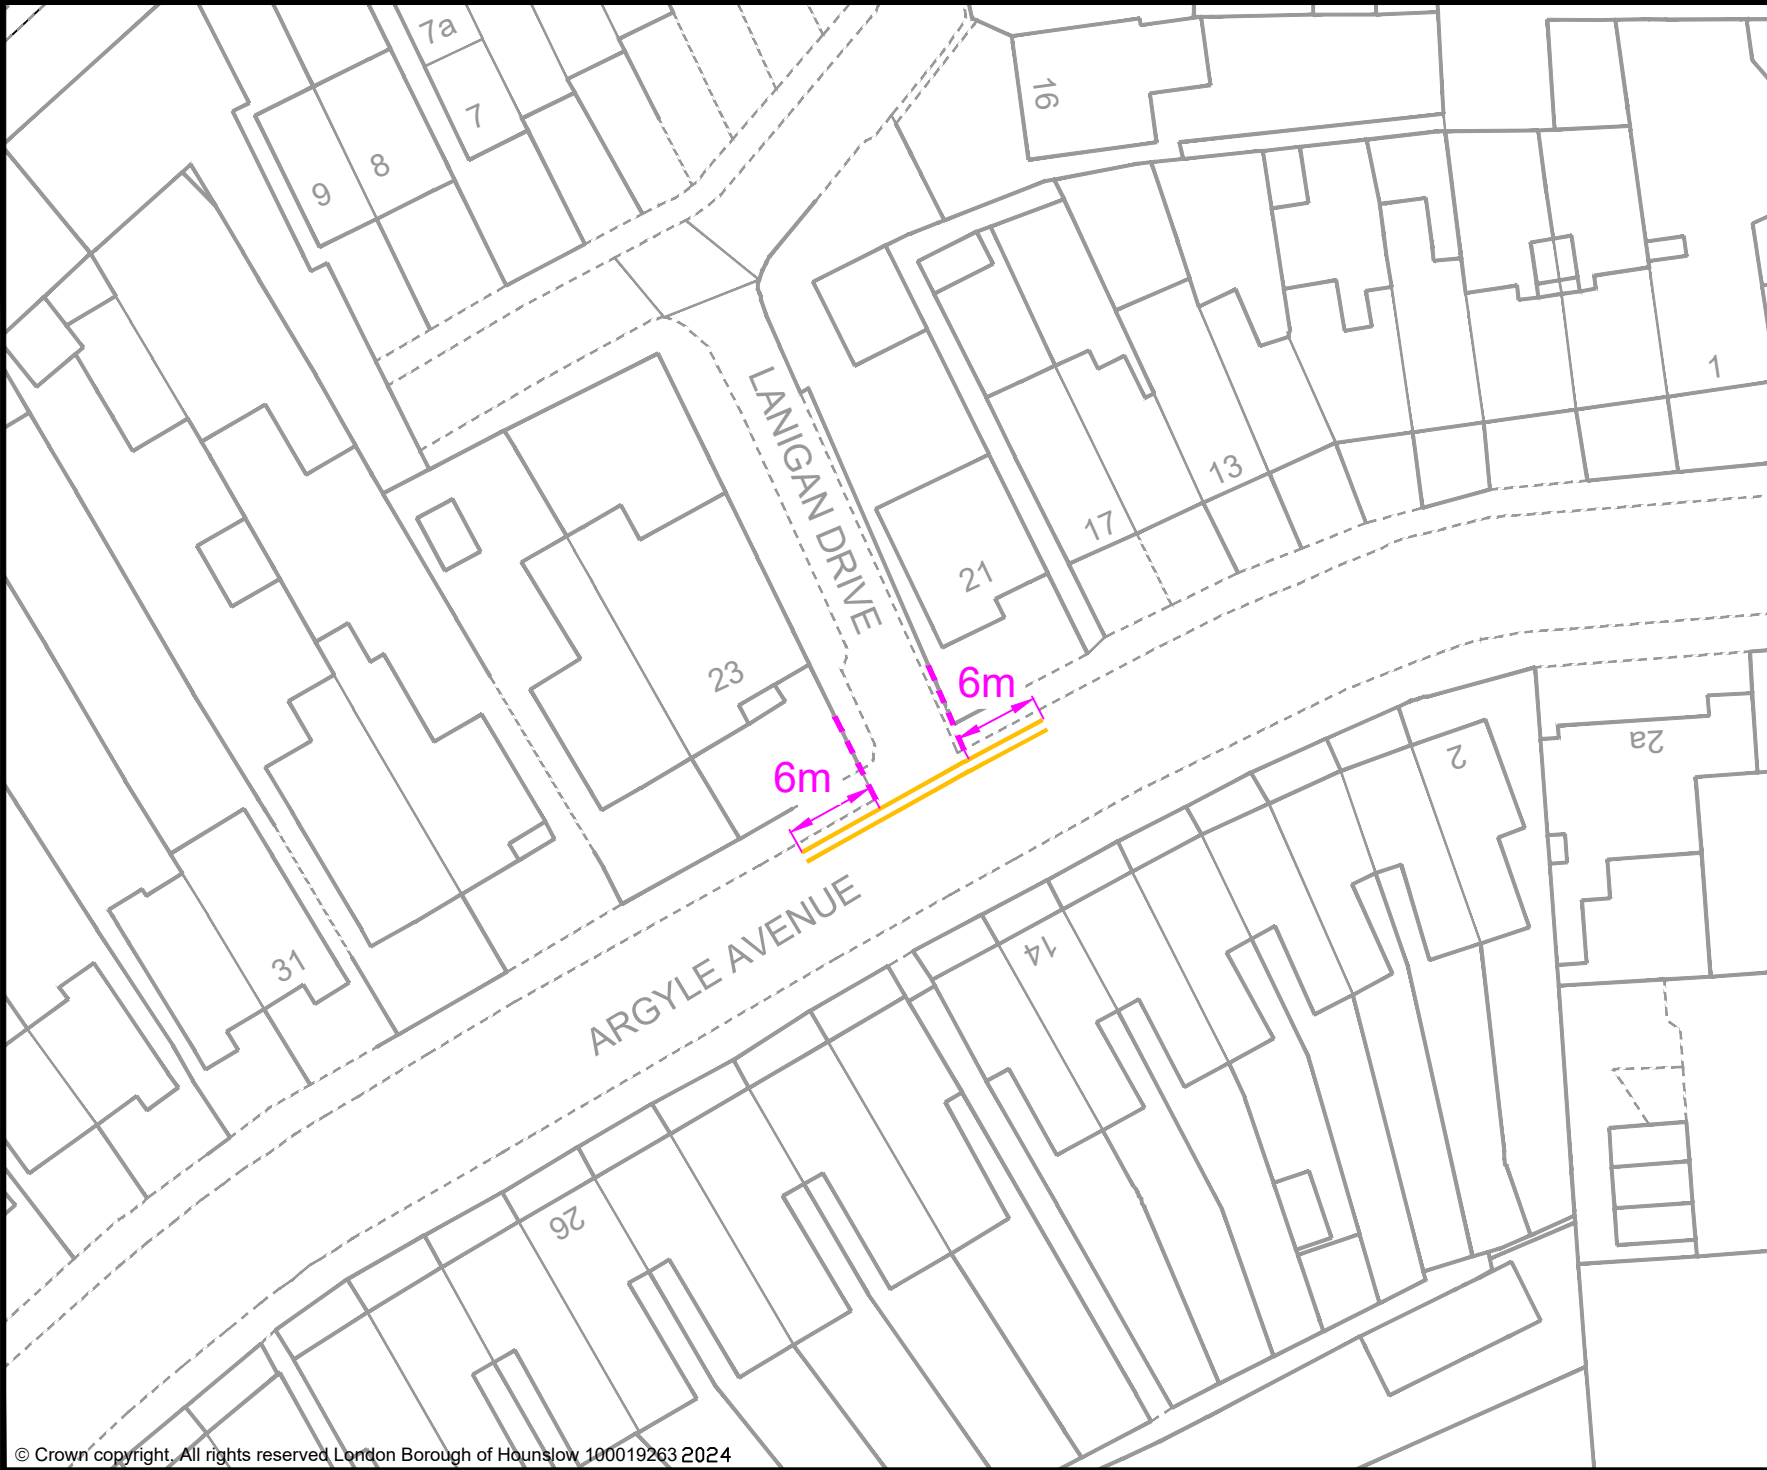 7a
7
8
9
16
1
LANIGAN DRIVE
13
17
21
23
6m
6m
2
2a
ARGYLE AVENUE
14
31
26
© Crown copyright. All rights reserved London Borough of Hounslow 100019263 2024